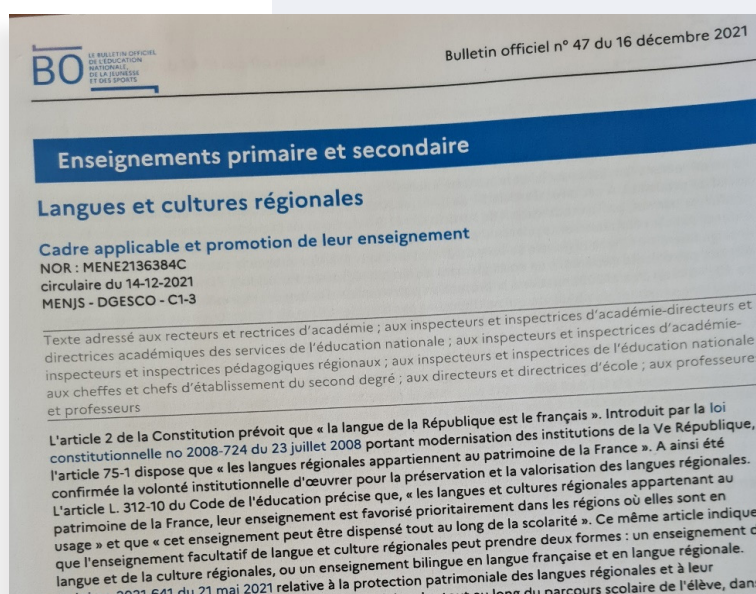 BO
LE BULLETIN OFFICIEL
DE L'ÉDUCATION
NATIONALE,
DE LA JEUNESSE
ET DES SPORTS
Bulletin officiel n° 47 du 16 décembre 2021
Enseignements primaire et secondaire
Langues et cultures régionales
Cadre applicable et promotion de leur enseignement
NOR : MENE2136384C
circulaire du 14-12-2021
MENJS - DGESCO - C1-3
Texte adressé aux recteurs et rectrices d'académie ; aux inspecteurs et inspectrices d'académie-directeurs et
directrices académiques des services de l'éducation nationale ; aux inspecteurs et inspectrices d'académie-
inspecteurs et inspectrices pédagogiques régionaux ; aux inspecteurs et inspectrices de l'éducation nationale
aux cheffes et chefs d'établissement du second degré ; aux directeurs et directrices d'école ; aux professeure
et professeurs
L'article 2 de la Constitution prévoit que « la langue de la République est le français ». Introduit par la loi
constitutionnelle no 2008-724 du 23 juillet 2008 portant modernisation des institutions de la Ve République,
l'article 75-1 dispose que « les langues régionales appartiennent au patrimoine de la France ». A ainsi été
confirmée la volonté institutionnelle d'œuvrer pour la préservation et la valorisation des langues régionales.
L'article L. 312-10 du Code de l'éducation précise que, « les langues et cultures régionales appartenant au
patrimoine de la France, leur enseignement est favorisé prioritairement dans les régions où elles sont en
usage » et que « cet enseignement peut être dispensé tout au long de la scolarité ». Ce même article indique
que l'enseignement facultatif de langue et culture régionales peut prendre deux formes : un enseignement d
langue et de la culture régionales, ou un enseignement bilingue en langue française et en langue régionale.
2021-641 du 21 mai 2021 relative à la protection patrimoniale des langues régionales et à leur
long du parcours scolaire de l'élève, dans